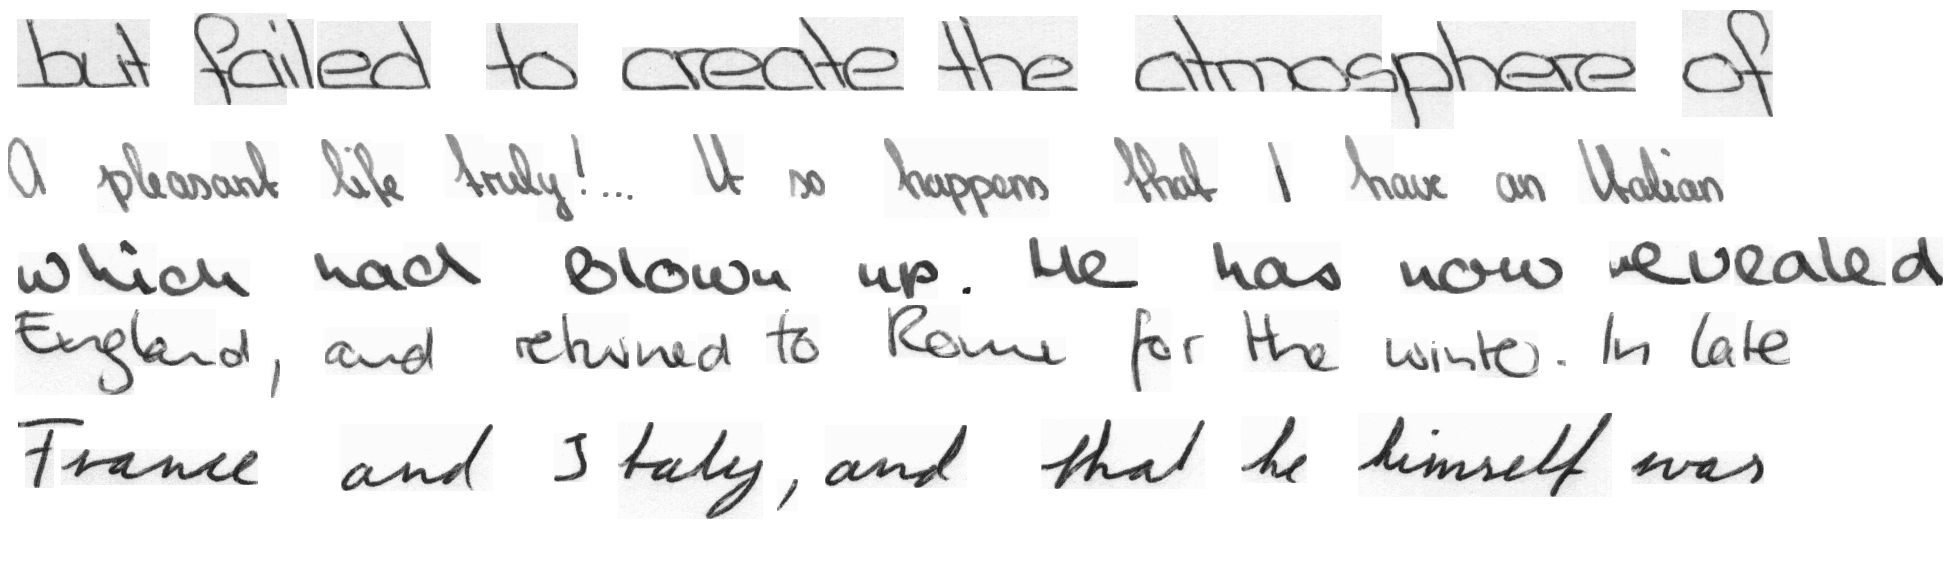 but failed to create the atmosphere of
A pleasant life truly!... It so happens that I have an Italian
which had blown up. He has now revealed
England, and returned to Rome for the winter. In late
France and Italy, and that he himself was